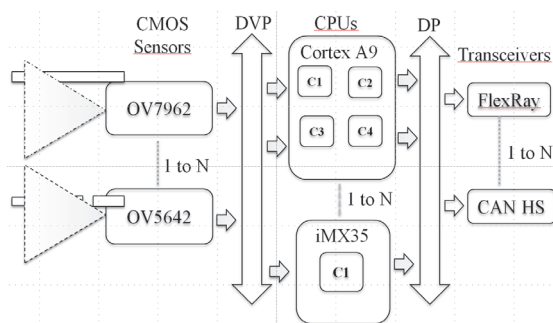 CMOS
Sensors
DVP
CPUs
DP
Transceivers
Cortex A9
C1
C2
C3
C4
OV7962
FlexRay
1 to N
1 to N
1 to N
OV5642
CAN HS
iMX35
C1